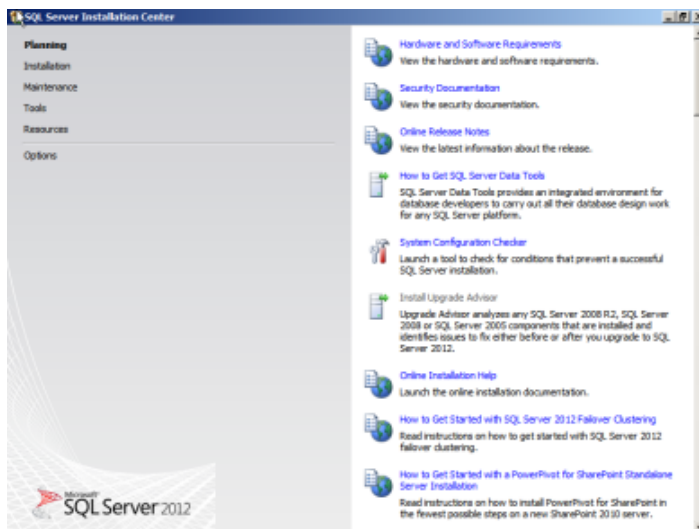 SQL Server Installation Center
Planning
Installation
Maintenance
Tools
Resources
Options
Hardware and Software Requirements
View the hardware and software requirements.
Security Documentation
View the security documentation.
Online Release Notes
View the latest information about the release.
How to Get SQL Server Data Tools
SQL Server Data Tools provides an integrated environment for
database developers to carry out all their database design work
for any SQL Server platform.
System Configuration Checker
Launch a tool to check for conditions that prevent a successful
SQL Server installation.
Install Upgrade Advisor
Upgrade Advisor analyzes any SQL Server 2008 R2, SQL Server
2008 or SQL Server 2005 components that are installed and
identifies issues to fix either before or after you upgrade to SQL
Server 2012.
Online Installation Help
Launch the online installation documentation.
How to Get Started with SQL Server 2012 Failover Clustering
Read instructions on how to get started with SQL Server 2012
failover clustering.
How to Get Started with a PowerPivot for SharePoint Standalone
Server Installation
Read instructions on how to install PowerPivot for SharePoint in
the fewest possible steps on a new SharePoint 2010 server.
Microsoft
SQL Server 2012